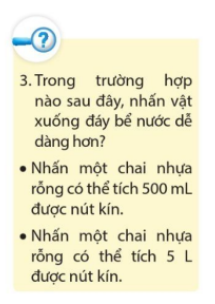 ?
3. Trong trường hợp
nào sau đây, nhấn vật
xuống đáy bể nước dễ
dàng hơn?
• Nhấn một chai nhựa
rỗng có thể tích 500 mL
được nút kín.
• Nhấn một chai nhựa
rỗng có thể tích 5 L
được nút kín.